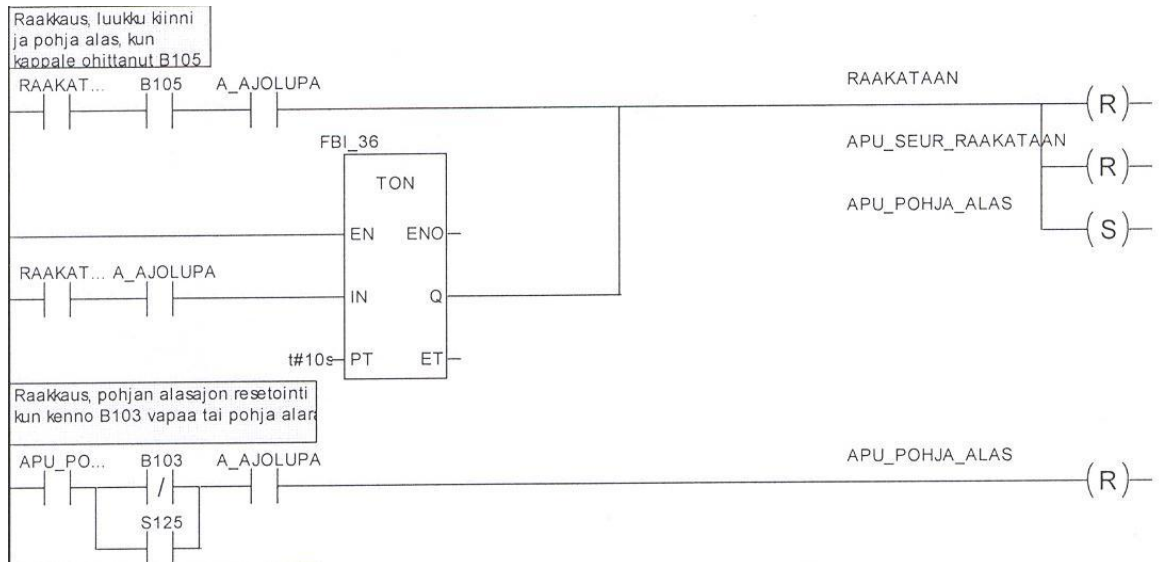 Raakkaus, luukku kiinni
ja pohja alas, kun
kappale ohittanut B105
RAAKAT... B105 A_AJOLUPA
RAAKATAAN
(R)
FBI_36
APU_SEUR_RAAKATAAN
(R)
TON
APU_POHJA_ALAS
(S)
EN ENO
RAAKAT... A_AJOLUPA
IN Q
t#10s PT ET
Raakkaus, pohjan alasajon resetointi
kun kenno B103 vapaa tai pohja alara
APU_PO... B103 A_AJOLUPA
APU_POHJA_ALAS
/
(R)
S125